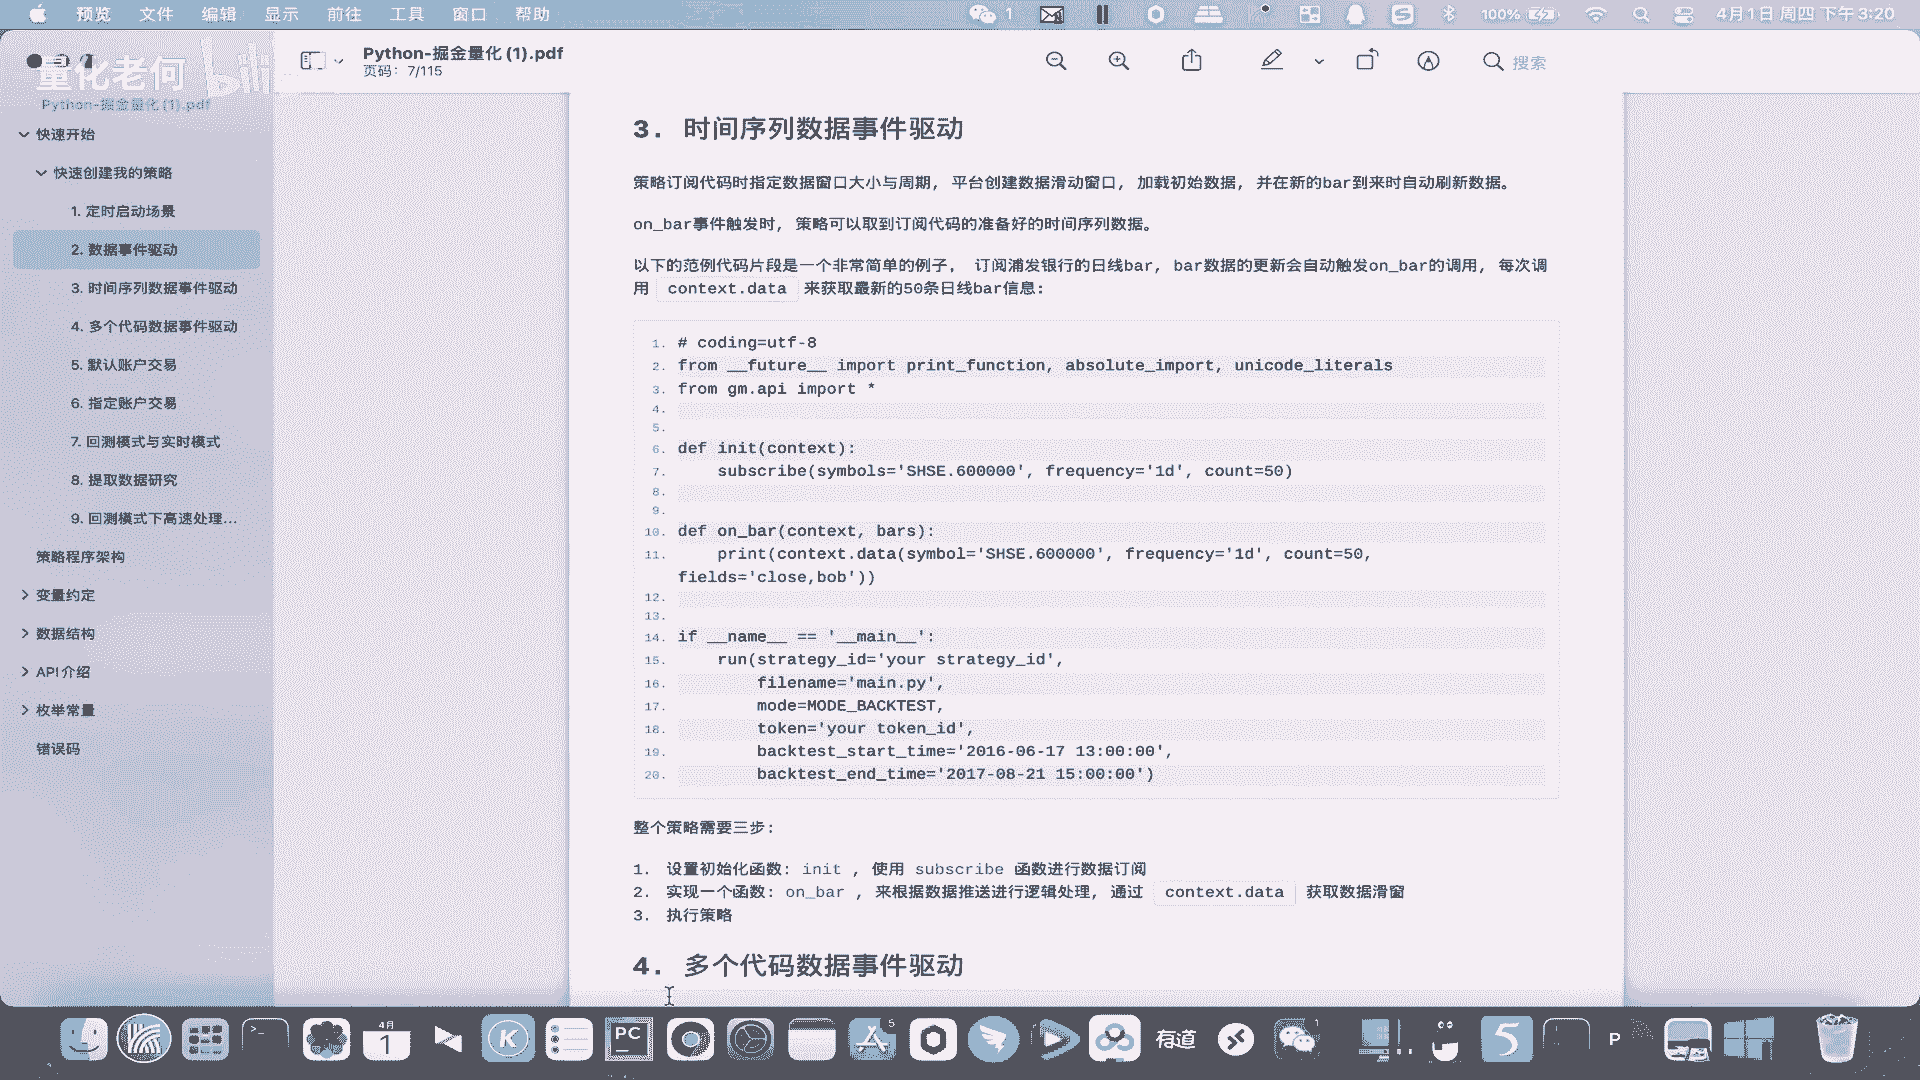 预览 文件 编辑 显示 前往 工具 窗口 帮助
1
100%
4月1日 周四 下午 3:20
量化老何 bili
Python-掘金量化 (1).pdf
快速开始
快速创建我的策略
1. 定时启动场景
2. 数据事件驱动
3. 时间序列数据事件驱动
4. 多个代码数据事件驱动
5. 默认账户交易
6. 指定账户交易
7. 回测模式与实时模式
8. 提取数据研究
9. 回测模式下高速处理...
策略程序架构
变量约定
数据结构
API 介绍
枚举常量
错误码
Python-掘金量化 (1).pdf
页码: 7/115
搜索
3. 时间序列数据事件驱动
策略订阅代码时指定数据窗口大小与周期, 平台创建数据滑动窗口, 加载初始数据, 并在新的bar到来时自动刷新数据。
on_bar事件触发时, 策略可以取到订阅代码的准备好的时间序列数据。
以下的范例代码片段是一个非常简单的例子, 订阅浦发银行的日线bar, bar数据的更新会自动触发on_bar的调用, 每次调
用 context.data 来获取最新的50条日线bar信息:
1. # coding=utf-8
2. from __future__ import print_function, absolute_import, unicode_literals
3. from gm.api import *
4.
5.
6. def init(context):
7. subscribe(symbols='SHSE.600000', frequency='1d', count=50)
8.
9.
10. def on_bar(context, bars):
11. print(context.data(symbol='SHSE.600000', frequency='1d', count=50,
fields='close,bob'))
12.
13.
14. if __name__ == '__main__':
15. run(strategy_id='your strategy_id',
16. filename='main.py',
17. mode=MODE_BACKTEST,
18. token='your token_id',
19. backtest_start_time='2016-06-17 13:00:00',
20. backtest_end_time='2017-08-21 15:00:00')
整个策略需要三步:
1. 设置初始化函数: init , 使用 subscribe 函数进行数据订阅
2. 实现一个函数: on_bar , 来根据数据推送进行逻辑处理, 通过 context.data 获取数据滑窗
3. 执行策略
4. 多个代码数据事件驱动
4月
1
K
PC
5
有道
1
5
P